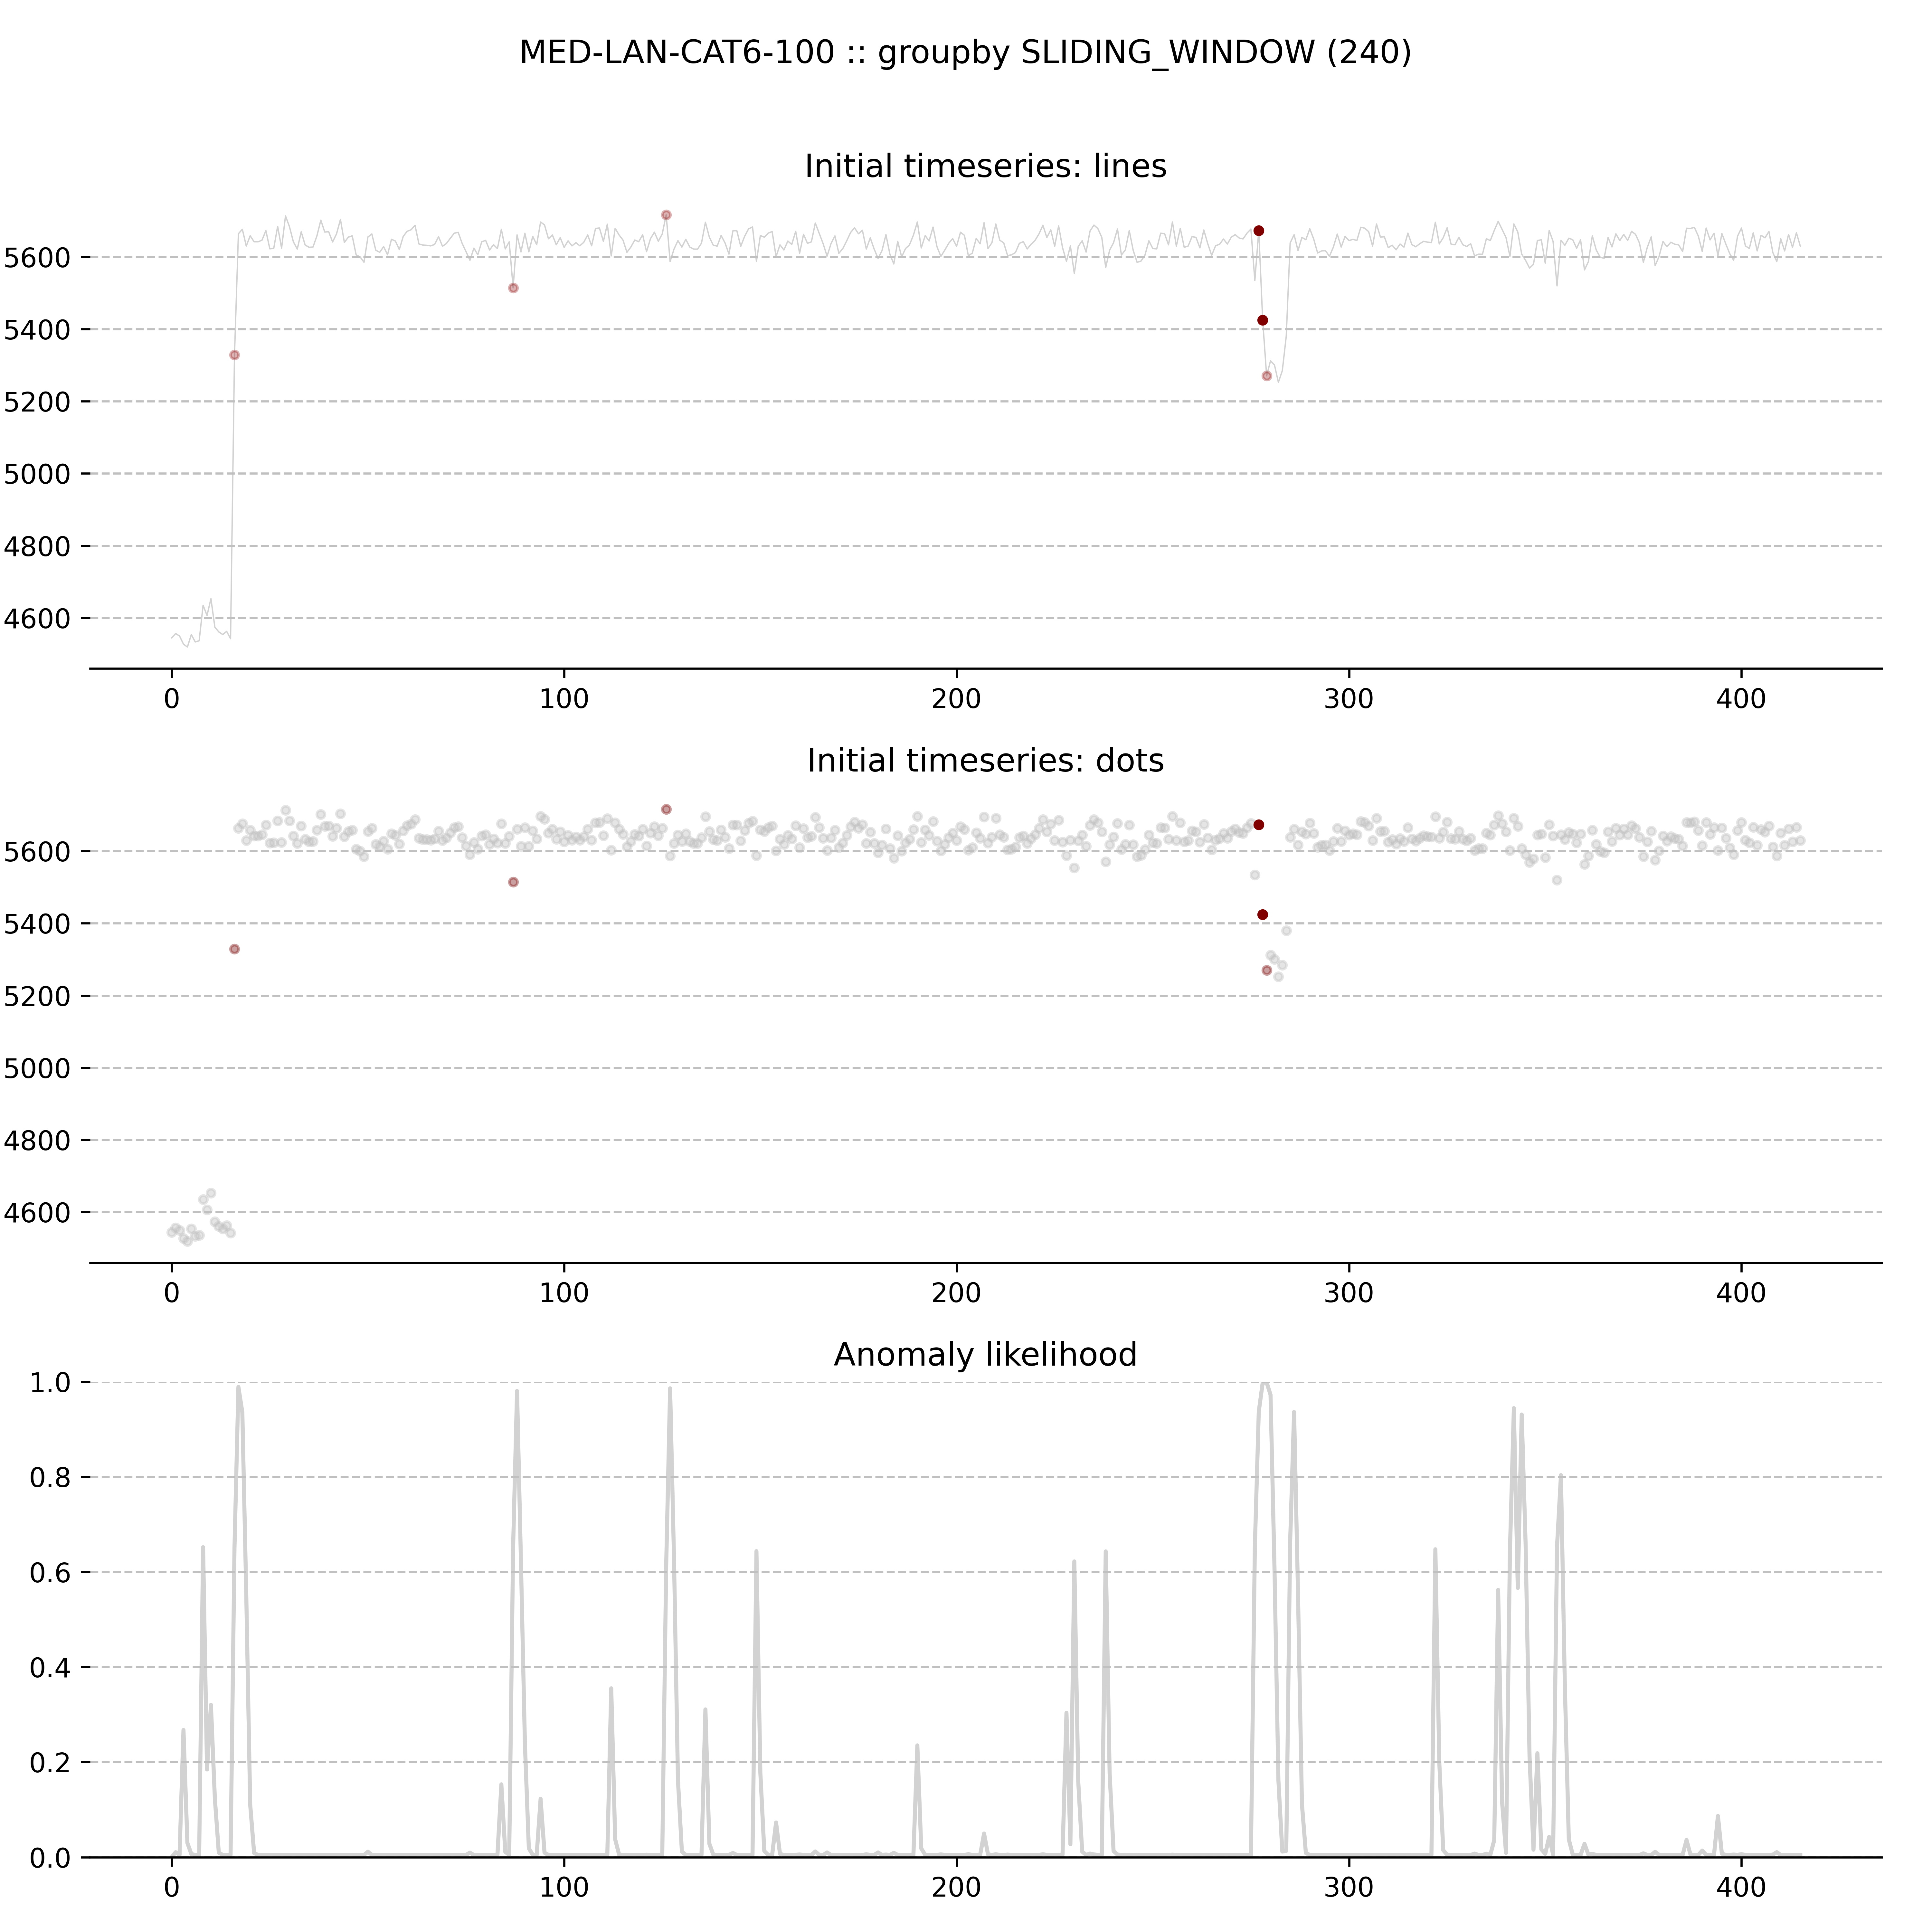 MED-LAN-CAT6-100 :: groupby SLIDING_WINDOW (240)
Initial timeseries: lines
5600
5400
5200
5000
4800
4600
0 100 200 300 400
Initial timeseries: dots
5600
5400
5200
5000
4800
4600
0 100 200 300 400
Anomaly likelihood
1.0
0.8
0.6
0.4
0.2
0.0
0 100 200 300 400